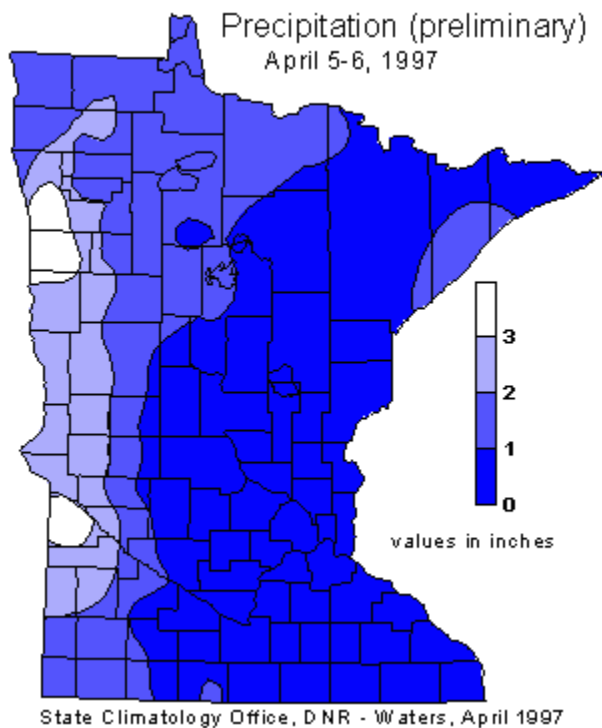 Precipitation (preliminary)
April 5-6, 1997
3
2
1
0
values in inches
State Climatology Office, DNR - Waters, April 1997